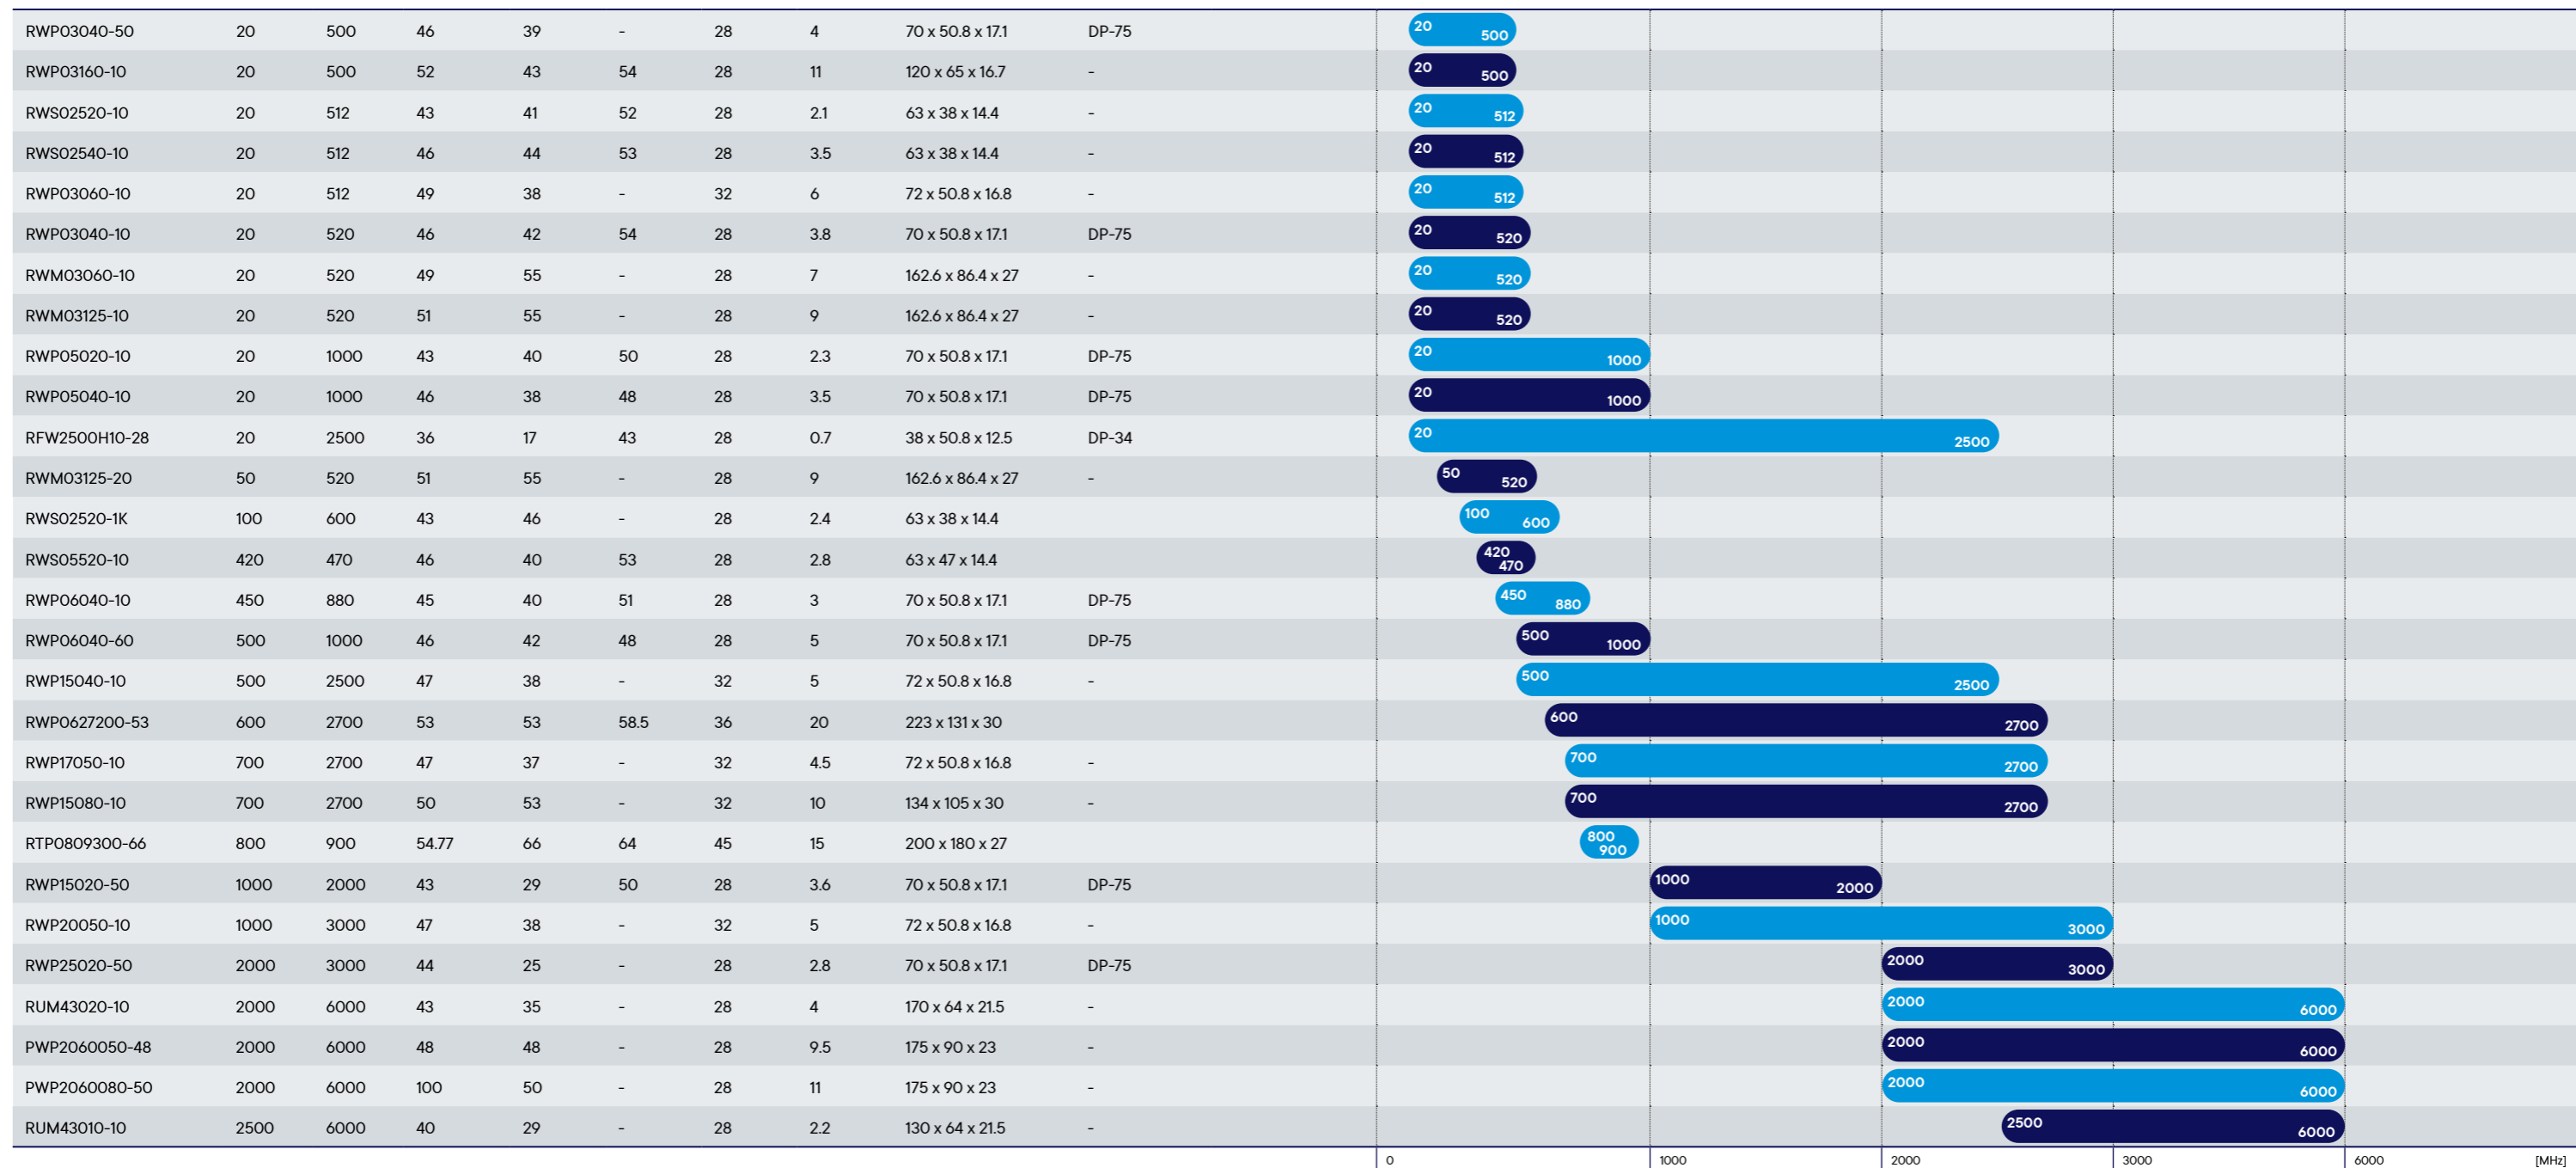 RWP03040-50 20 500 46 39 - 28 4 70 x 50.8 x 17.1 DP-75 20 500
RWP03160-10 20 500 52 43 54 28 11 120 x 65 x 16.7 - 20 500
RWS02520-10 20 512 43 41 52 28 2.1 63 x 38 x 14.4 - 20 512
RWS02540-10 20 512 46 44 53 28 3.5 63 x 38 x 14.4 - 20 512
RWP03060-10 20 512 49 38 - 32 6 72 x 50.8 x 16.8 - 20 512
RWP03040-10 20 520 46 42 54 28 3.8 70 x 50.8 x 17.1 DP-75 20 520
RWM03060-10 20 520 49 55 - 28 7 162.6 x 86.4 x 27 - 20 520
RWM03125-10 20 520 51 55 - 28 9 162.6 x 86.4 x 27 - 20 520
RWP05020-10 20 1000 43 40 50 28 2.3 70 x 50.8 x 17.1 DP-75 20 1000
RWP05040-10 20 1000 46 38 48 28 3.5 70 x 50.8 x 17.1 DP-75 20 1000
RFW2500H10-28 20 2500 36 17 43 28 0.7 38 x 50.8 x 12.5 DP-34 20 2500
RWM03125-20 50 520 51 55 - 28 9 162.6 x 86.4 x 27 - 50 520
RWS02520-1K 100 600 43 46 - 28 2.4 63 x 38 x 14.4 100 600
RWS05520-10 420 470 46 40 53 28 2.8 63 x 47 x 14.4 420 470
RWP06040-10 450 880 45 40 51 28 3 70 x 50.8 x 17.1 DP-75 450 880
RWP06040-60 500 1000 46 42 48 28 5 70 x 50.8 x 17.1 DP-75 500 1000
RWP15040-10 500 2500 47 38 - 32 5 72 x 50.8 x 16.8 - 500 2500
RWP0627200-53 600 2700 53 53 58.5 36 20 223 x 131 x 30 600 2700
RWP17050-10 700 2700 47 37 - 32 4.5 72 x 50.8 x 16.8 - 700 2700
RWP15080-10 700 2700 50 53 - 32 10 134 x 105 x 30 - 700 2700
RTP0809300-66 800 900 54.77 66 64 45 15 200 x 180 x 27 800 900
RWP15020-50 1000 2000 43 29 50 28 3.6 70 x 50.8 x 17.1 DP-75 1000 2000
RWP20050-10 1000 3000 47 38 - 32 5 72 x 50.8 x 16.8 - 1000 3000
RWP25020-50 2000 3000 44 25 - 28 2.8 70 x 50.8 x 17.1 DP-75 2000 3000
RUM43020-10 2000 6000 43 35 - 28 4 170 x 64 x 21.5 - 2000 6000
PWP2060050-48 2000 6000 48 48 - 28 9.5 175 x 90 x 23 - 2000 6000
PWP2060080-50 2000 6000 100 50 - 28 11 175 x 90 x 23 - 2000 6000
RUM43010-10 2500 6000 40 29 - 28 2.2 130 x 64 x 21.5 - 2500 6000
0 1000 2000 3000 6000 [MHz]